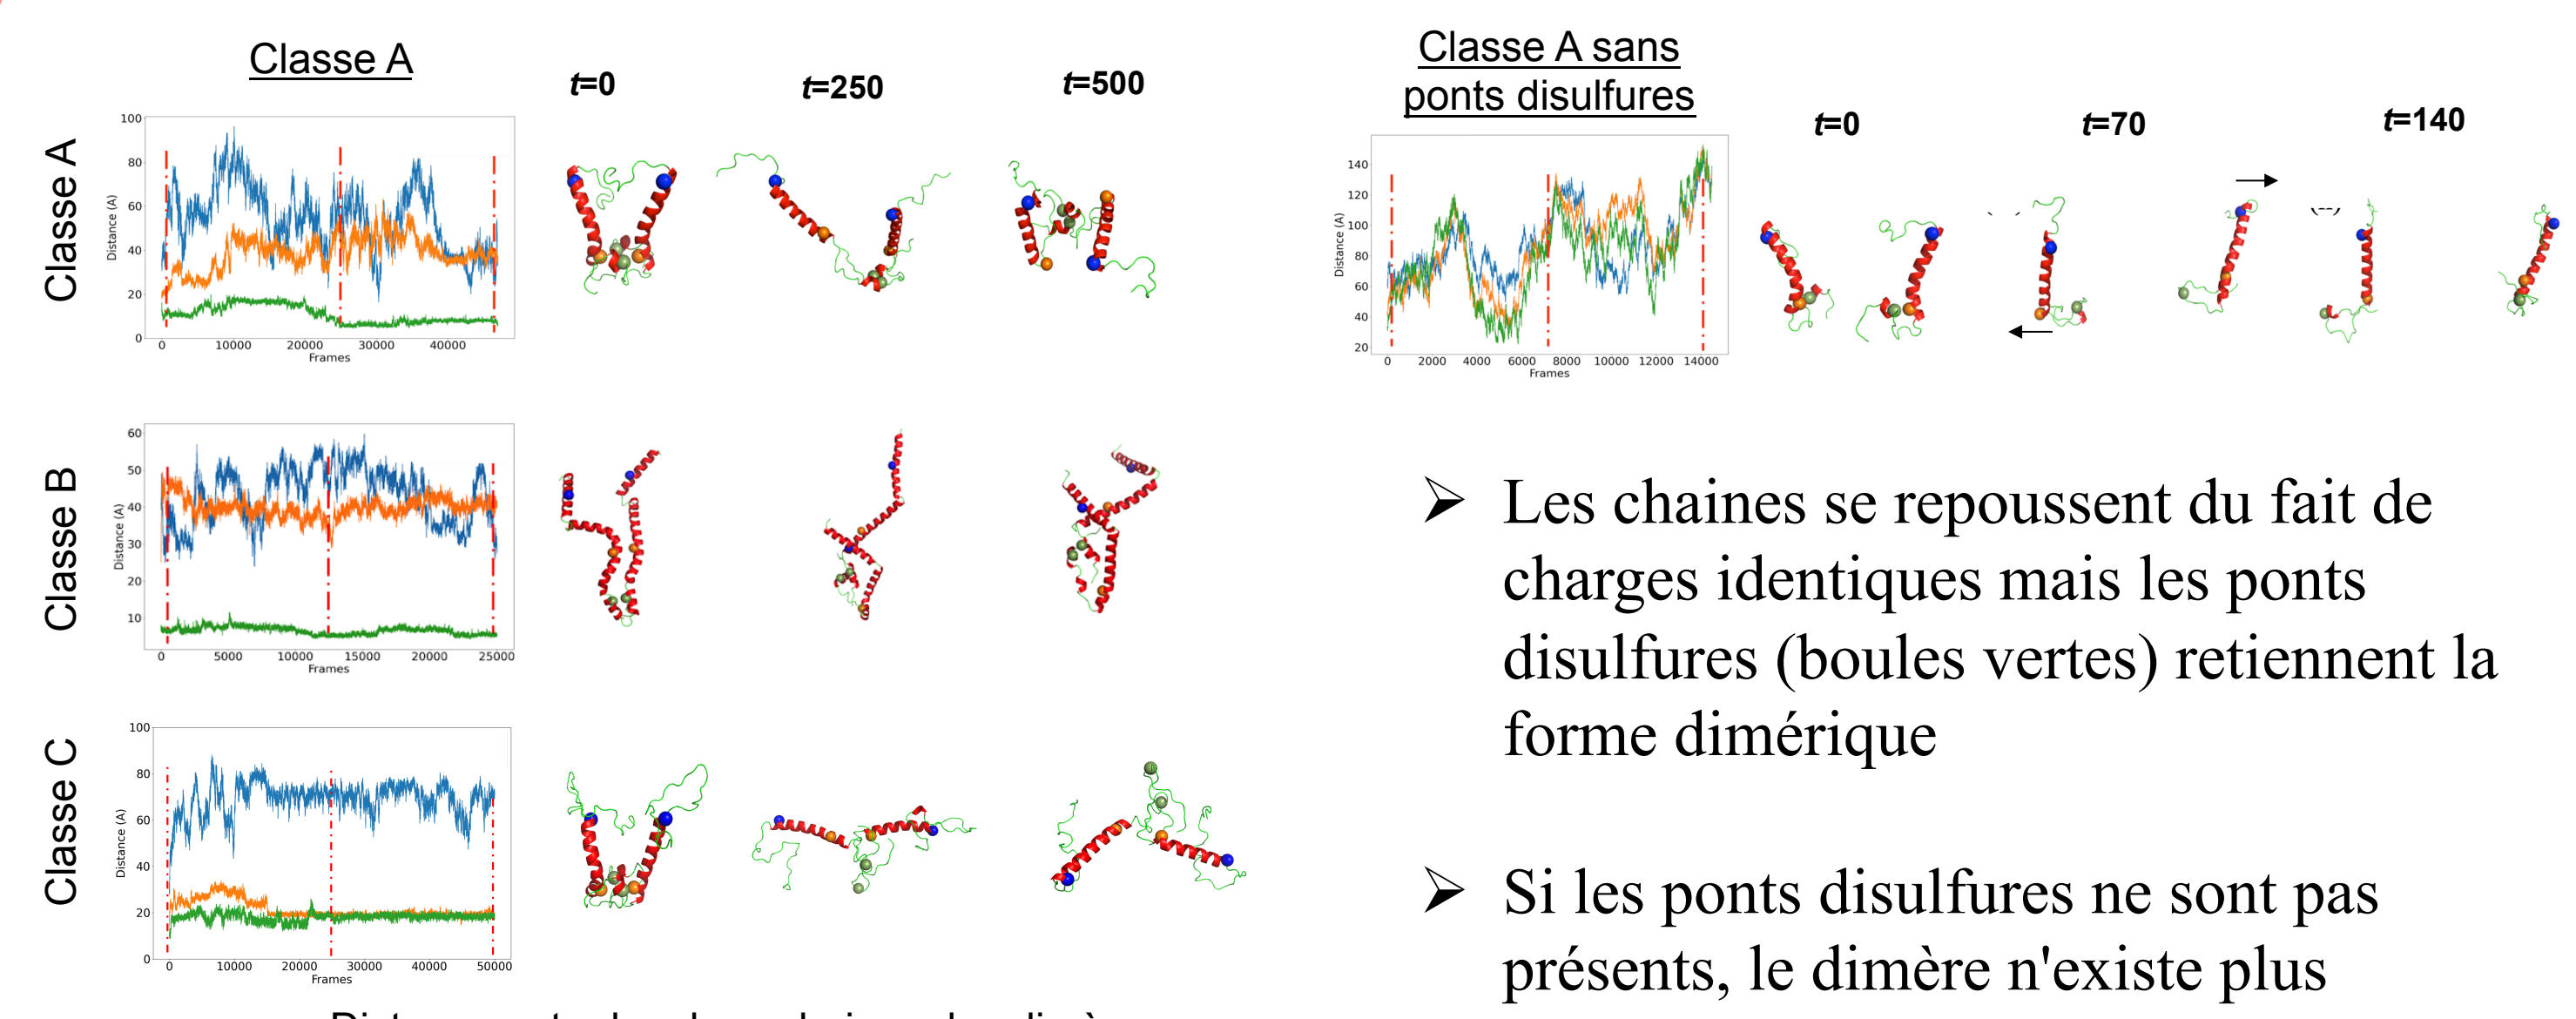 Classe A
t=0
t=250
t=500
Classe A sans
ponts disulfures
t=0
t=70
t=140
Classe A
Distance (A)
100
80
60
40
20
0
0 10000 20000 30000 40000
Frames
Distance (A)
140
120
100
80
60
40
20
0 2000 4000 6000 8000 10000 12000 14000
Frames
Classe B
Distance (A)
60
50
40
30
20
10
0 5000 10000 15000 20000 25000
Frames
Classe C
Distance (A)
100
80
60
40
20
0
0 10000 20000 30000 40000 50000
Frames
➢ Les chaines se repoussent du fait de
charges identiques mais les ponts
disulfures (boules vertes) retiennent la
forme dimérique
➢ Si les ponts disulfures ne sont pas
présents, le dimère n'existe plus